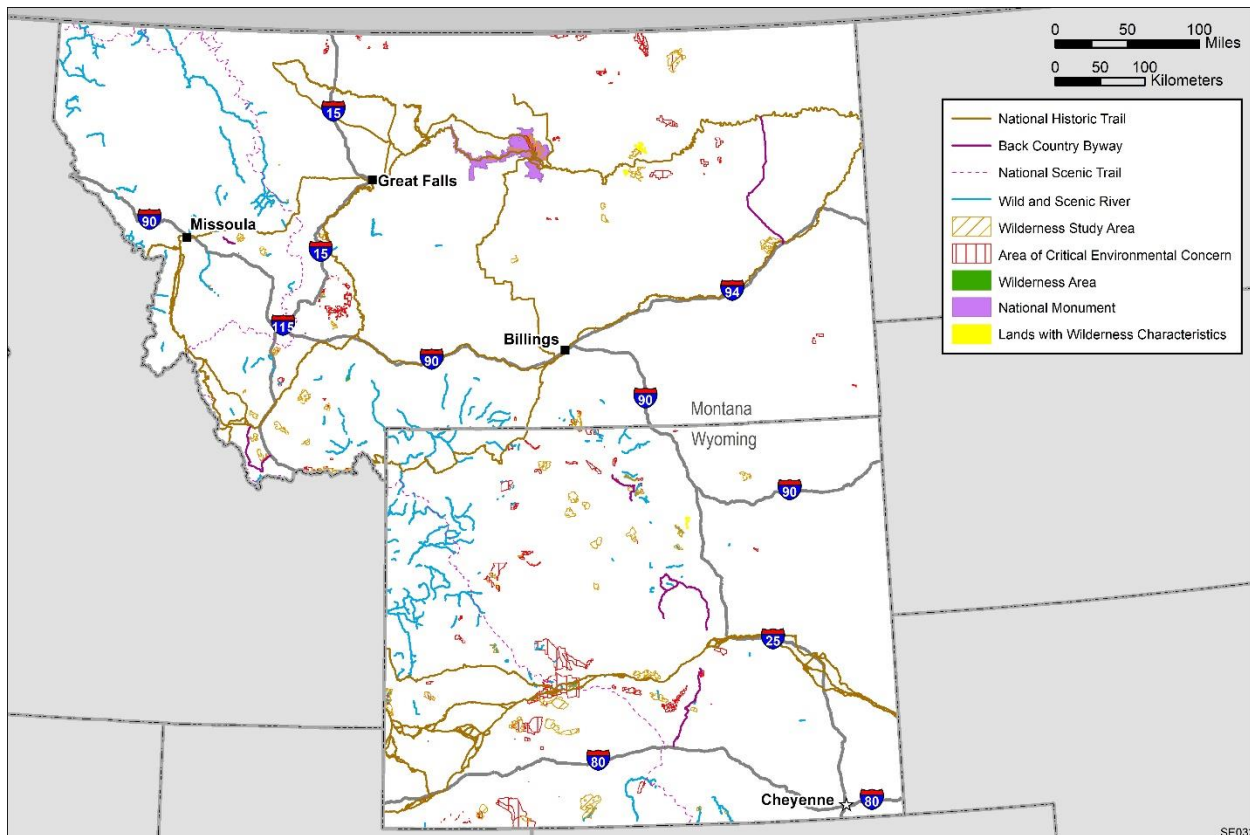 0 50 100
Miles
0 50 100
Kilometers
National Historic Trail
Back Country Byway
National Scenic Trail
Wild and Scenic River
Wilderness Study Area
Area of Critical Environmental Concern
Wilderness Area
National Monument
Lands with Wilderness Characteristics
15
Great Falls
90
Missoula
15
94
115
Billings
90
90
Montana
Wyoming
90
25
80
Cheyenne
80